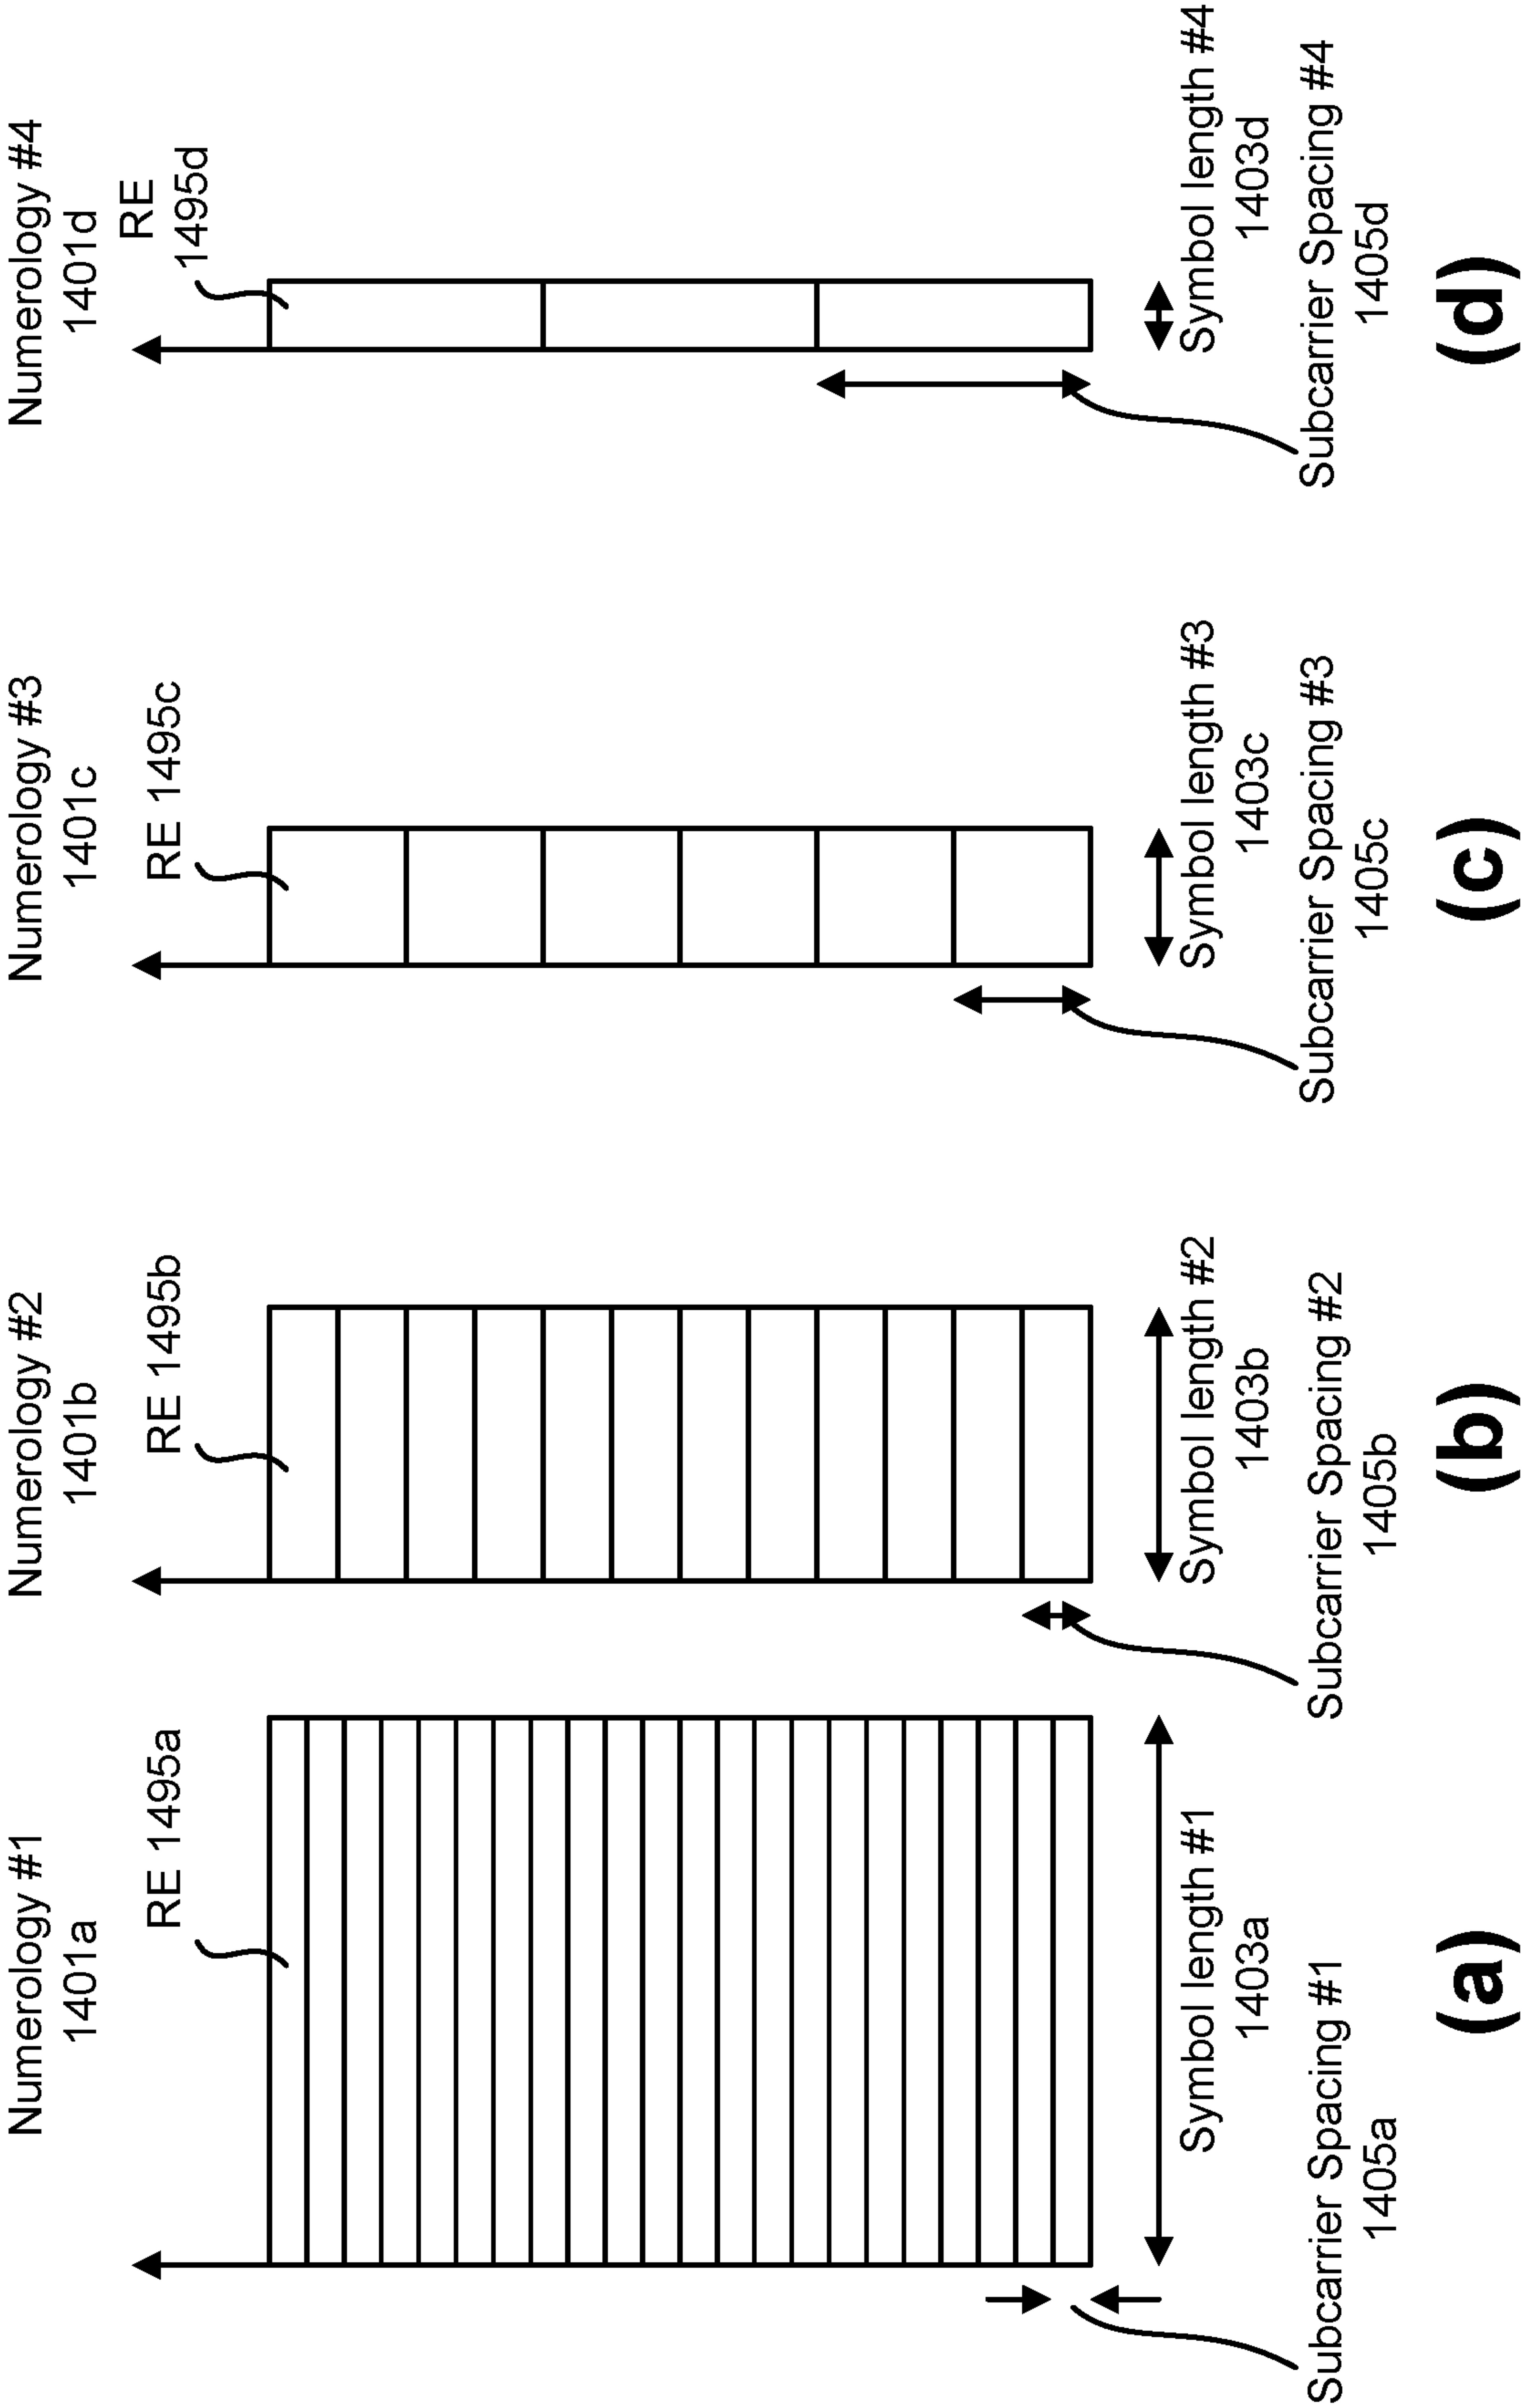 Numerology #1
1401a
RE 1495a
Symbol length #1
1403a
Subcarrier Spacing #1
1405a
(a)
Numerology #2
1401b
RE 1495b
Symbol length #2
1403b
Subcarrier Spacing #2
1405b
(b)
Numerology #3
1401c
RE 1495c
Symbol length #3
1403c
Subcarrier Spacing #3
1405c
(c)
Numerology #4
1401d
RE
1495d
Symbol length #4
1403d
Subcarrier Spacing #4
1405d
(d)